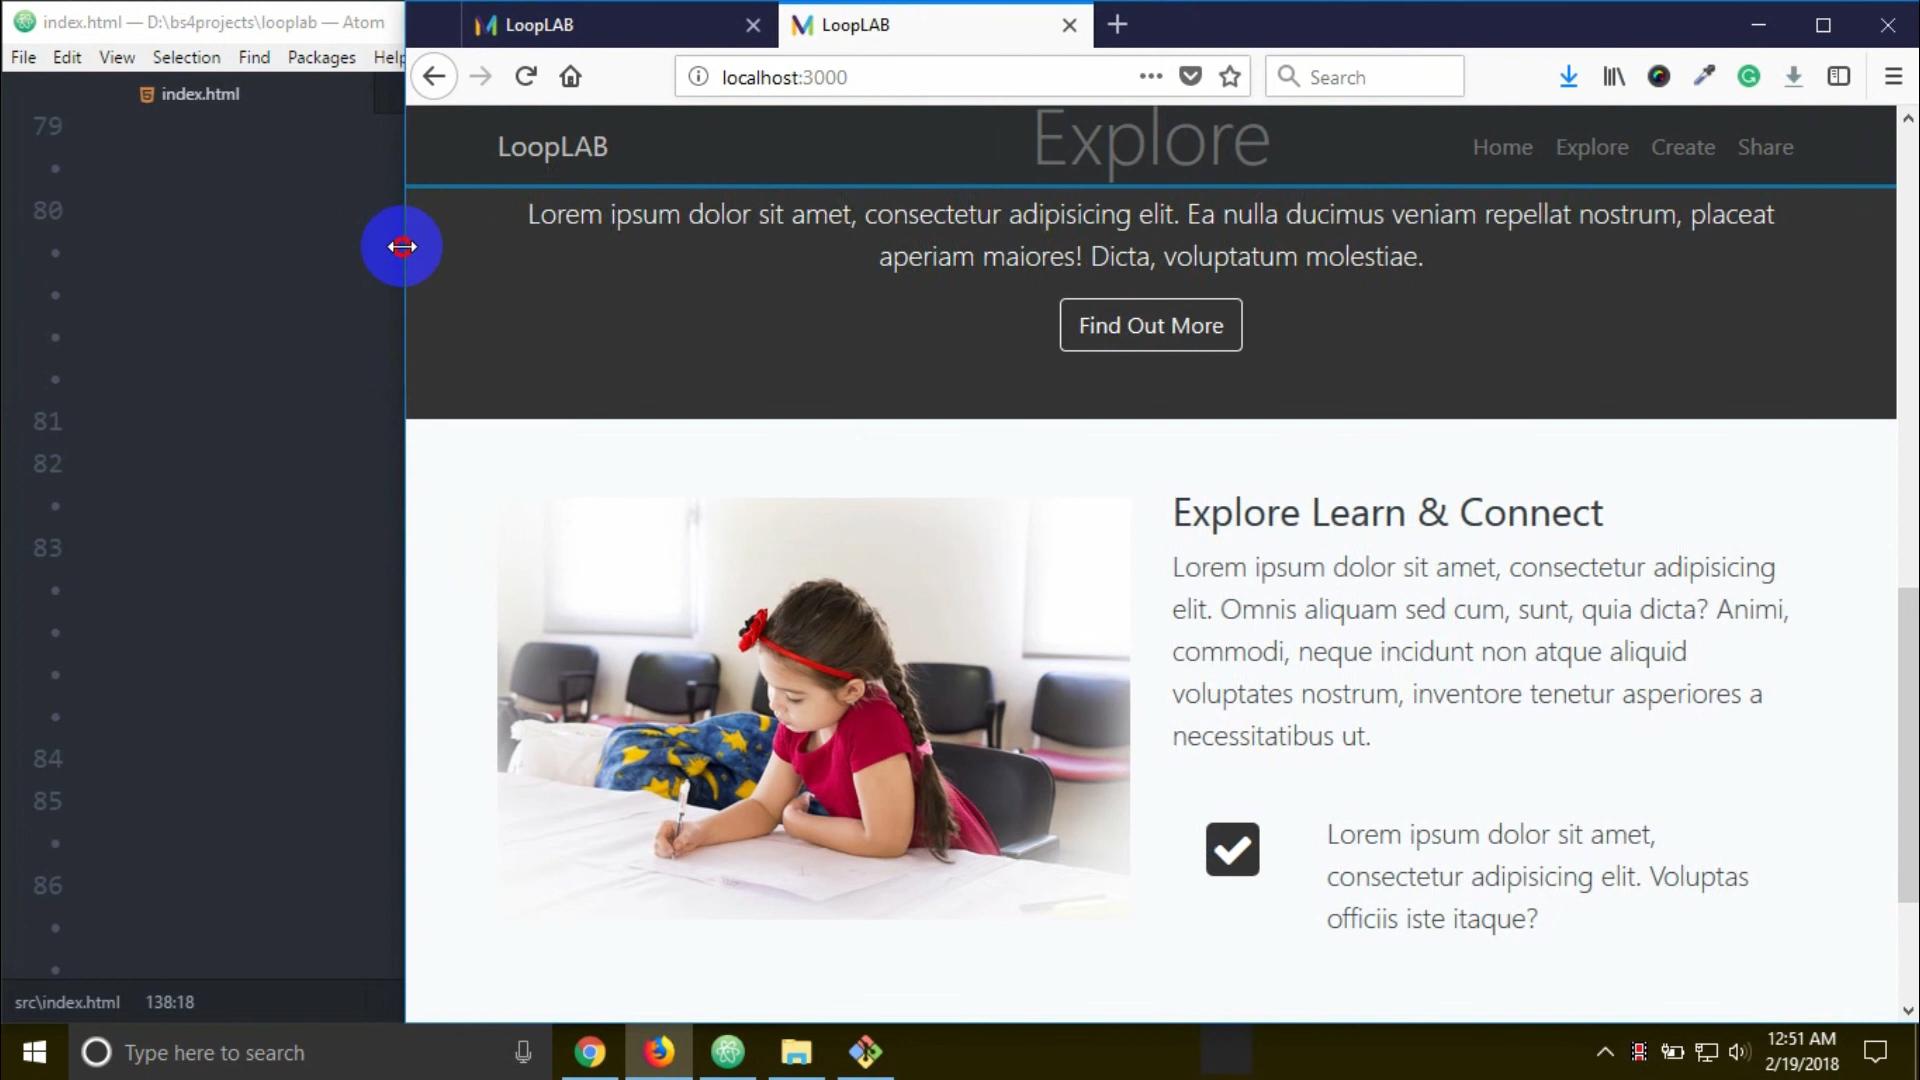 index.html — D:\bs4projects\looplab — Atom
File Edit View Selection Find Packages Help
index.html
79
80
81
82
83
84
85
86
src\index.html 138:18
LoopLAB
LoopLAB
localhost:3000
Search
LoopLAB
Explore
Home Explore Create Share
Lorem ipsum dolor sit amet, consectetur adipisicing elit. Ea nulla ducimus veniam repellat nostrum, placeat
aperiam maiores! Dicta, voluptatum molestiae.
Find Out More
Explore Learn & Connect
Lorem ipsum dolor sit amet, consectetur adipisicing
elit. Omnis aliquam sed cum, sunt, quia dicta? Animi,
commodi, neque incidunt non atque aliquid
voluptates nostrum, inventore tenetur asperiores a
necessitatibus ut.
Lorem ipsum dolor sit amet,
consectetur adipisicing elit. Voluptas
officiis iste itaque?
Type here to search
12:51 AM
2/19/2018